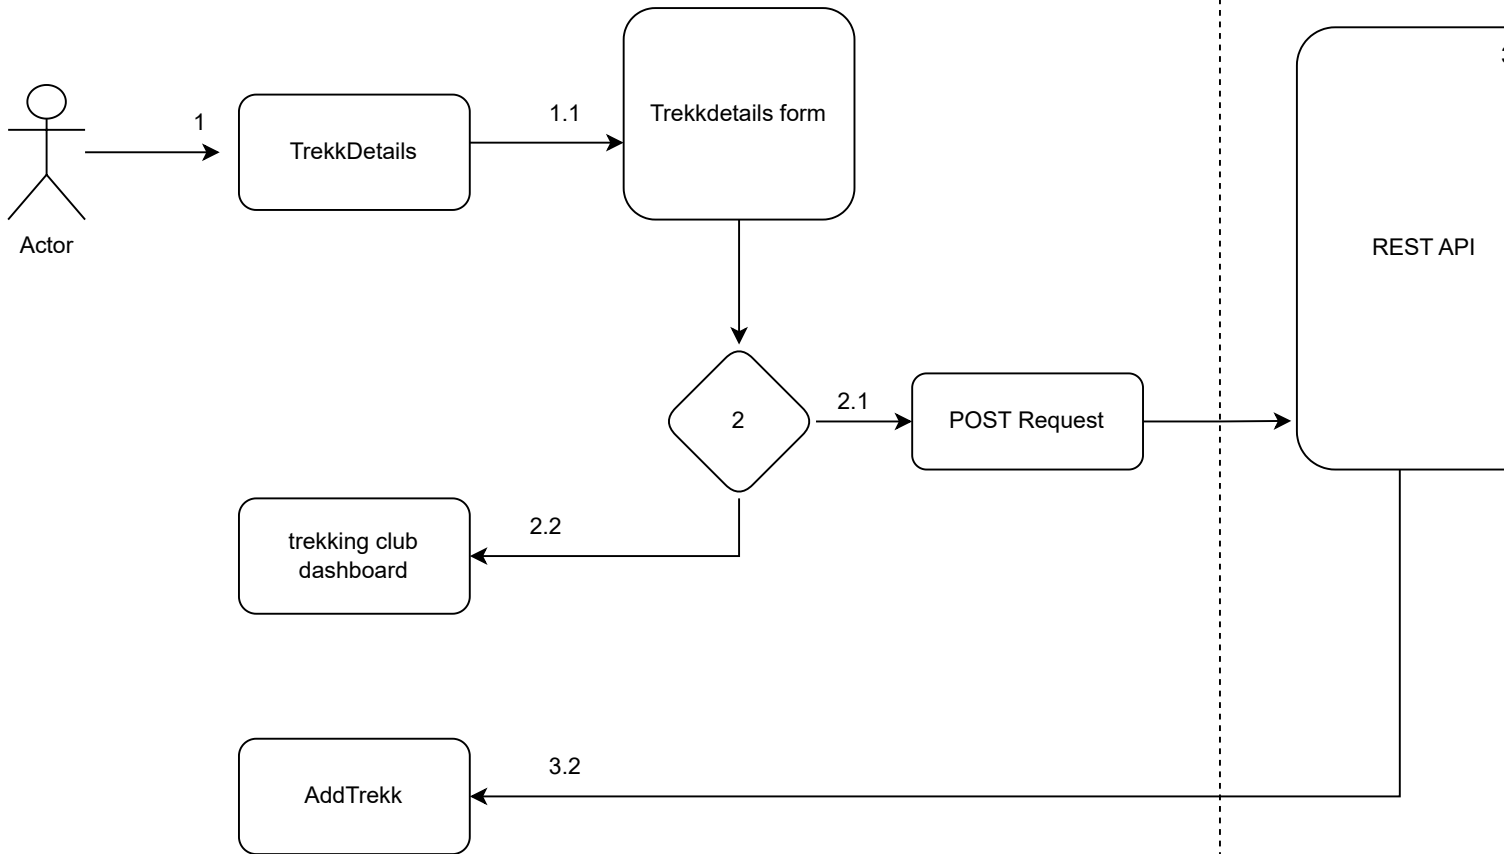 1
1.1
Trekkdetails form
TrekkDetails
Actor
REST API
2
2.1
POST Request
2.2
trekking club
dashboard
3.2
AddTrekk